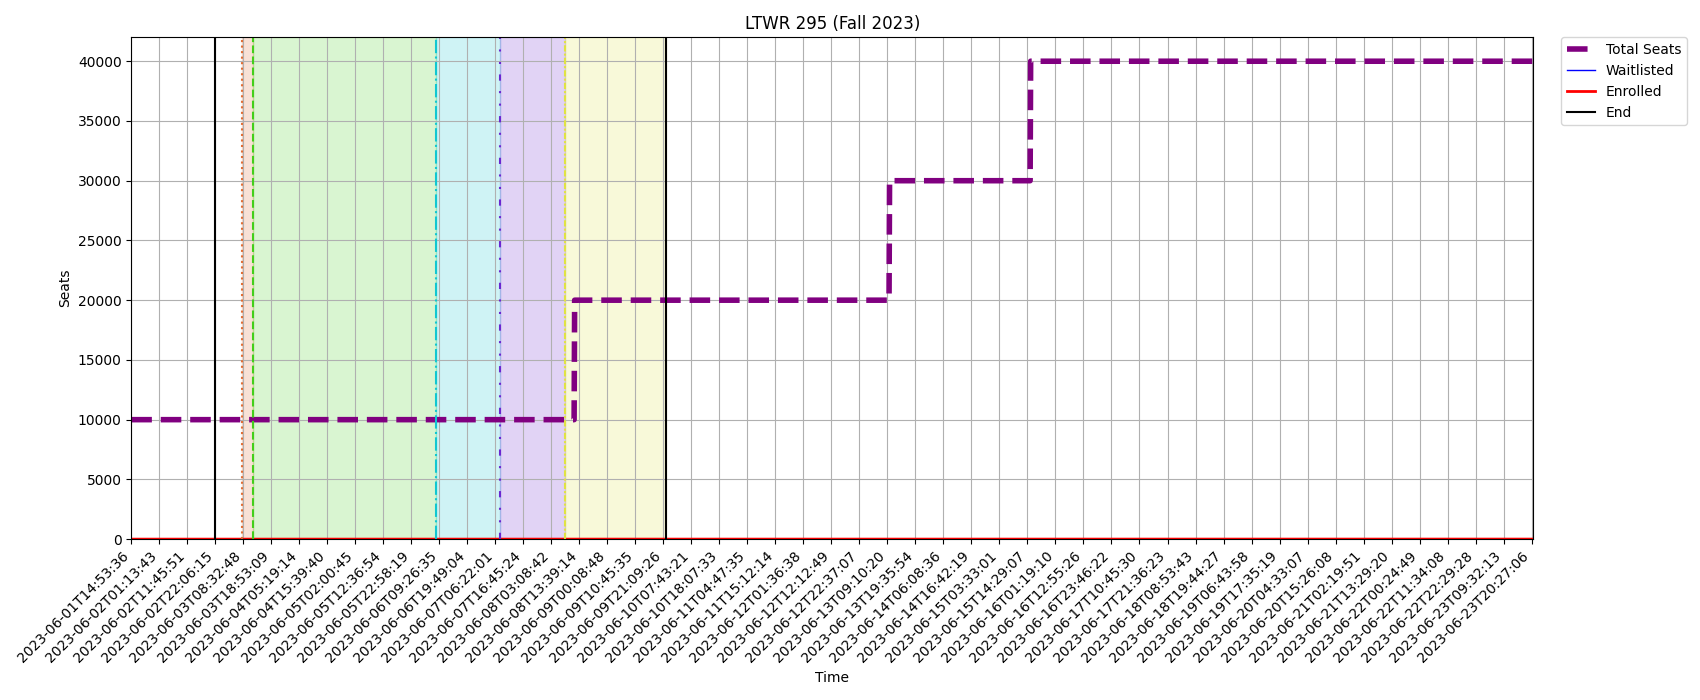 LTWR 295 (Fall 2023)
Total Seats
Waitlisted
Enrolled
End
Seats
40000
35000
30000
25000
20000
15000
10000
5000
0
2023-06-01T14:53:36
2023-06-02T01:13:43
2023-06-02T11:45:51
2023-06-02T22:06:15
2023-06-03T08:32:48
2023-06-03T18:53:09
2023-06-04T05:19:14
2023-06-04T15:39:40
2023-06-05T02:00:45
2023-06-05T12:36:54
2023-06-05T22:58:19
2023-06-06T09:26:35
2023-06-06T19:49:04
2023-06-07T06:22:01
2023-06-07T16:45:24
2023-06-08T03:08:42
2023-06-08T13:39:14
2023-06-09T00:08:48
2023-06-09T10:45:35
2023-06-09T21:09:26
2023-06-10T07:43:21
2023-06-10T18:07:33
2023-06-11T04:47:35
2023-06-11T15:12:14
2023-06-12T01:36:38
2023-06-12T12:12:49
2023-06-12T22:37:07
2023-06-13T09:10:20
2023-06-13T19:35:54
2023-06-14T06:08:36
2023-06-14T16:42:19
2023-06-15T03:33:01
2023-06-15T14:29:07
2023-06-16T01:19:10
2023-06-16T12:55:26
2023-06-16T23:46:22
2023-06-17T10:45:30
2023-06-17T21:36:23
2023-06-18T08:53:43
2023-06-18T19:44:27
2023-06-19T06:43:58
2023-06-19T17:35:19
2023-06-20T04:33:07
2023-06-20T15:26:08
2023-06-21T02:19:51
2023-06-21T13:29:20
2023-06-22T00:24:49
2023-06-22T11:34:08
2023-06-22T22:29:28
2023-06-23T09:32:13
2023-06-23T20:27:06
Time